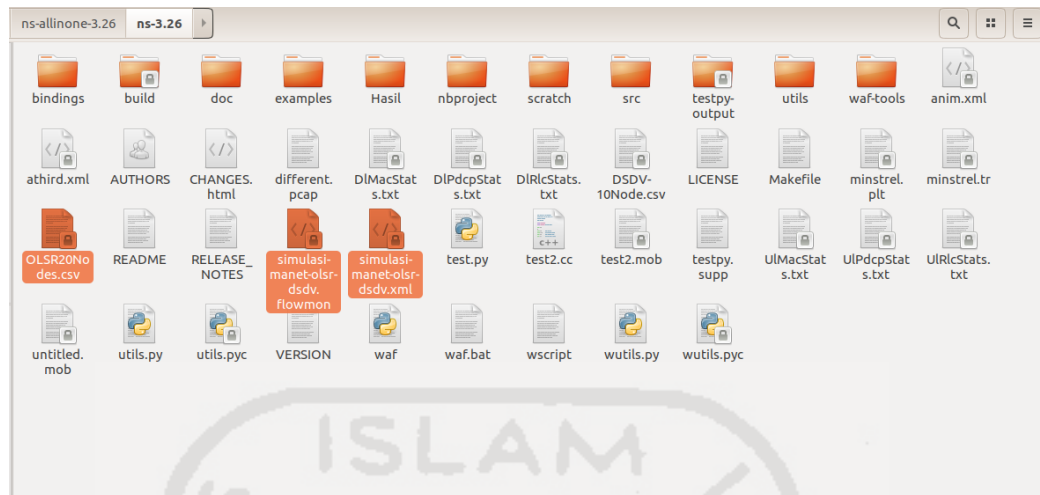 ns-allinone-3.26 ns-3.26
bindings build doc examples Hasil nbproject scratch src testpy- utils waf-tools anim.xml
output
athird.xml AUTHORS CHANGES. different. DlMacStat DlPdcpStat DlRlcStats. DSDV- LICENSE Makefile minstrel. minstrel.tr
html pcap s.txt s.txt txt 10Node.csv plt
OLSR20No README RELEASE_ simulasi- simulasi- test.py test2.cc test2.mob testpy. UlMacStat UlPdcpStat UlRlcStats.
des.csv NOTES manet-olsr- manet-olsr- supp s.txt s.txt txt
dsdv. dsdv.xml
flowmon
untitled. utils.py utils.pyc VERSION waf waf.bat wscript wutils.py wutils.pyc
mob
c++
ISLAM